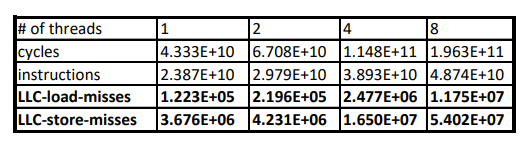 # of threads 1 2 4 8
cycles 4.333E+10 6.708E+10 1.148E+11 1.963E+11
instructions 2.387E+10 2.979E+10 3.893E+10 4.874E+10
LLC-load-misses 1.223E+05 2.196E+05 2.477E+06 1.175E+07
LLC-store-misses 3.676E+06 4.231E+06 1.650E+07 5.402E+07